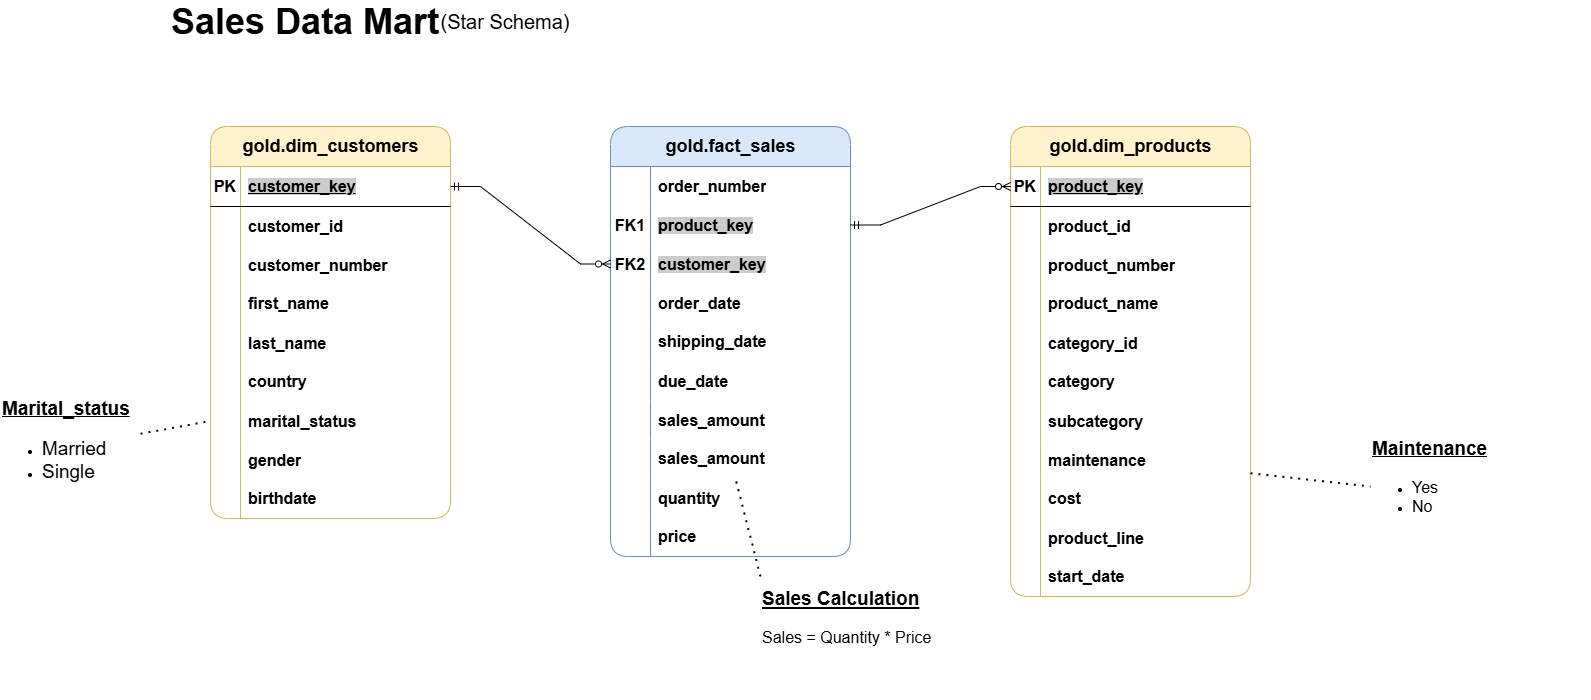 Sales Data Mart(Star Schema)
gold.dim_customers
PK customer_key
customer_id
customer_number
first_name
last_name
country
marital_status
gender
birthdate
Marital_status
• Married
• Single
gold.fact_sales
order_number
FK1 product_key
FK2 customer_key
order_date
shipping_date
due_date
sales_amount
sales_amount
quantity
price
Sales Calculation
Sales = Quantity * Price
gold.dim_products
PK product_key
product_id
product_number
product_name
category_id
category
subcategory
maintenance
cost
product_line
start_date
Maintenance
• Yes
• No